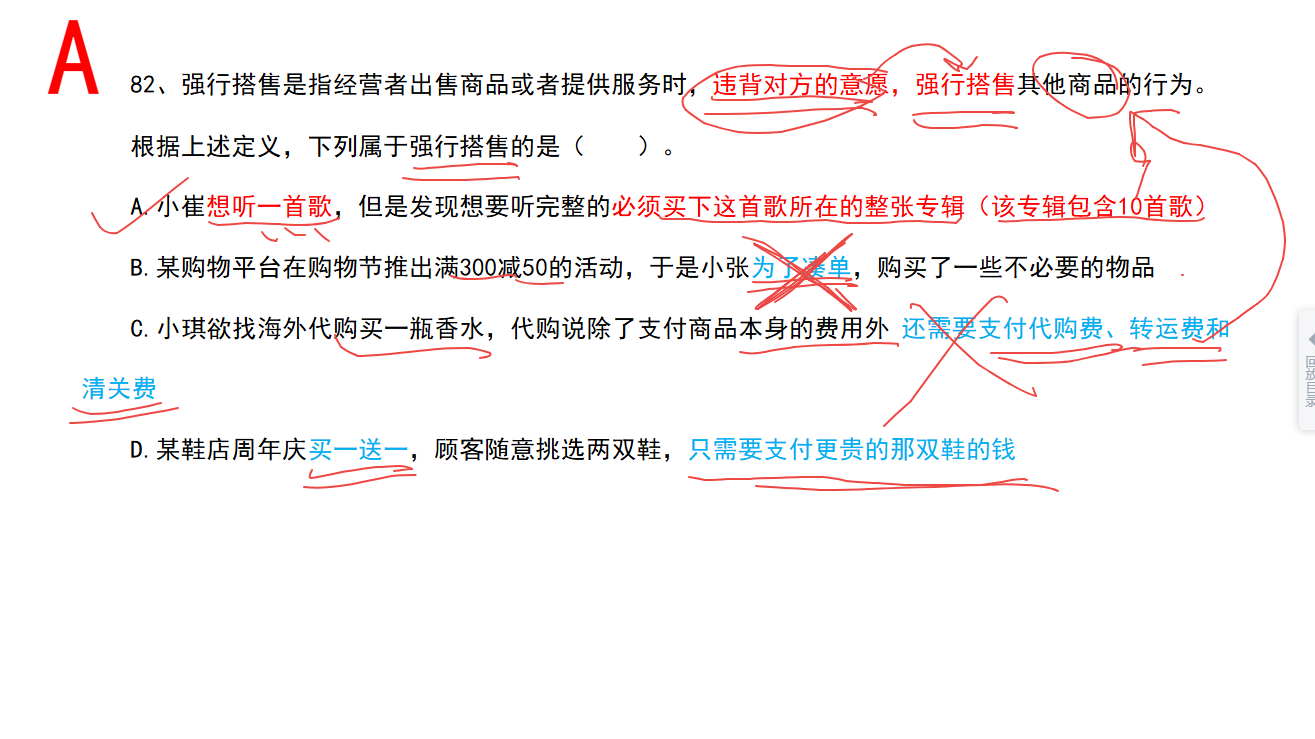 A
82、强行搭售是指经营者出售商品或者提供服务时，违背对方的意愿，强行搭售其他商品的行为。
根据上述定义，下列属于强行搭售的是（　　）。
A.小崔想听一首歌，但是发现想要听完整的必须买下这首歌所在的整张专辑（该专辑包含10首歌）
B.某购物平台在购物节推出满300减50的活动，于是小张为了凑单，购买了一些不必要的物品
C.小琪欲找海外代购买一瓶香水，代购说除了支付商品本身的费用外 还需要支付代购费、转运费和
清关费
D.某鞋店周年庆买一送一，顾客随意挑选两双鞋，只需要支付更贵的那双鞋的钱
回放目录